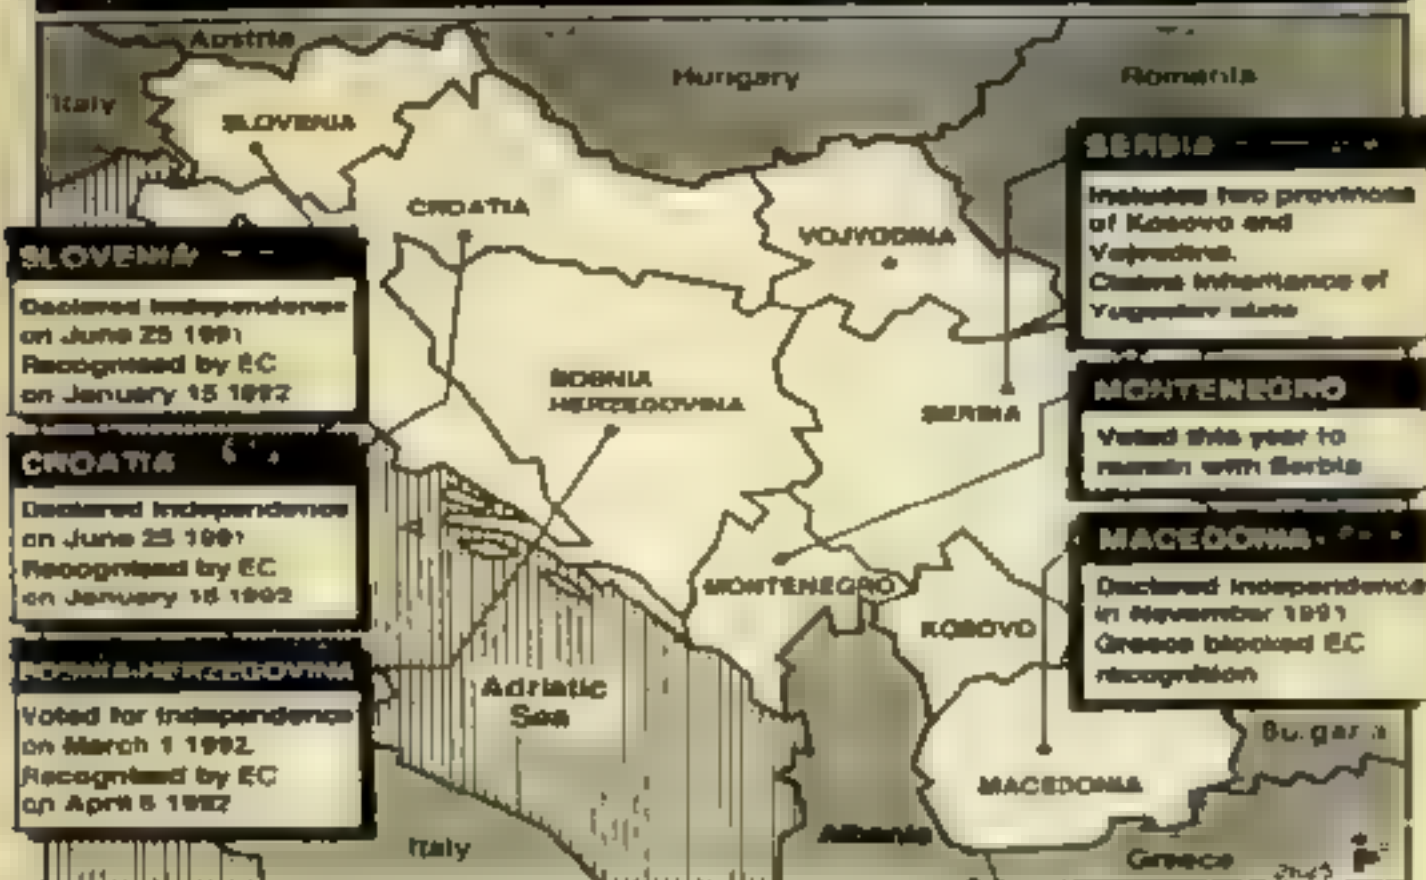 Austria
Italy
Hungary
Romania
SLOVENIA
CROATIA
VOJVODINA
BOSNIA
HERZEGOVINA
SERBIA
MONTENEGRO
KOSOVO
MACEDONIA
Adriatic
Sea
Italy
Albania
Greece
Bulgaria
SLOVENIA
Declared Independence
on June 25 1991
Recognised by EC
on January 15 1992
CROATIA
Declared Independence
on June 25 1991
Recognised by EC
on January 15 1992
BOSNIA-HERZEGOVINA
Voted for Independence
on March 1 1992.
Recognised by EC
on April 6 1992
SERBIA
Includes two provinces
of Kosovo and
Vojvodina.
Claims inheritance of
Yugoslav state
MONTENEGRO
Voted this year to
remain with Serbia
MACEDONIA
Declared Independence
in November 1991
Greece blocked EC
recognition